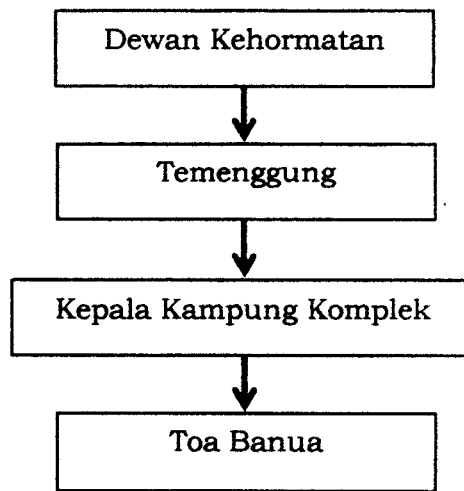 Dewan Kehormatan
Temenggung
Kepala Kampung Komplek
Toa Banua